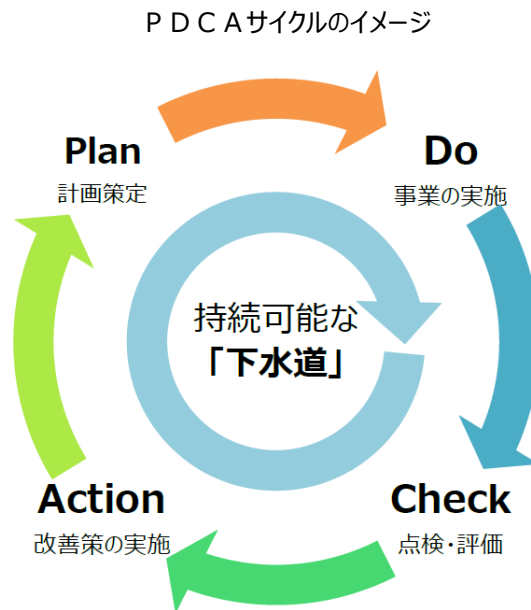 ＰＤＣＡサイクルのイメージ
Plan
計画策定
Do
事業の実施
持続可能な
「下水道」
Action
改善策の実施
Check
点検・評価